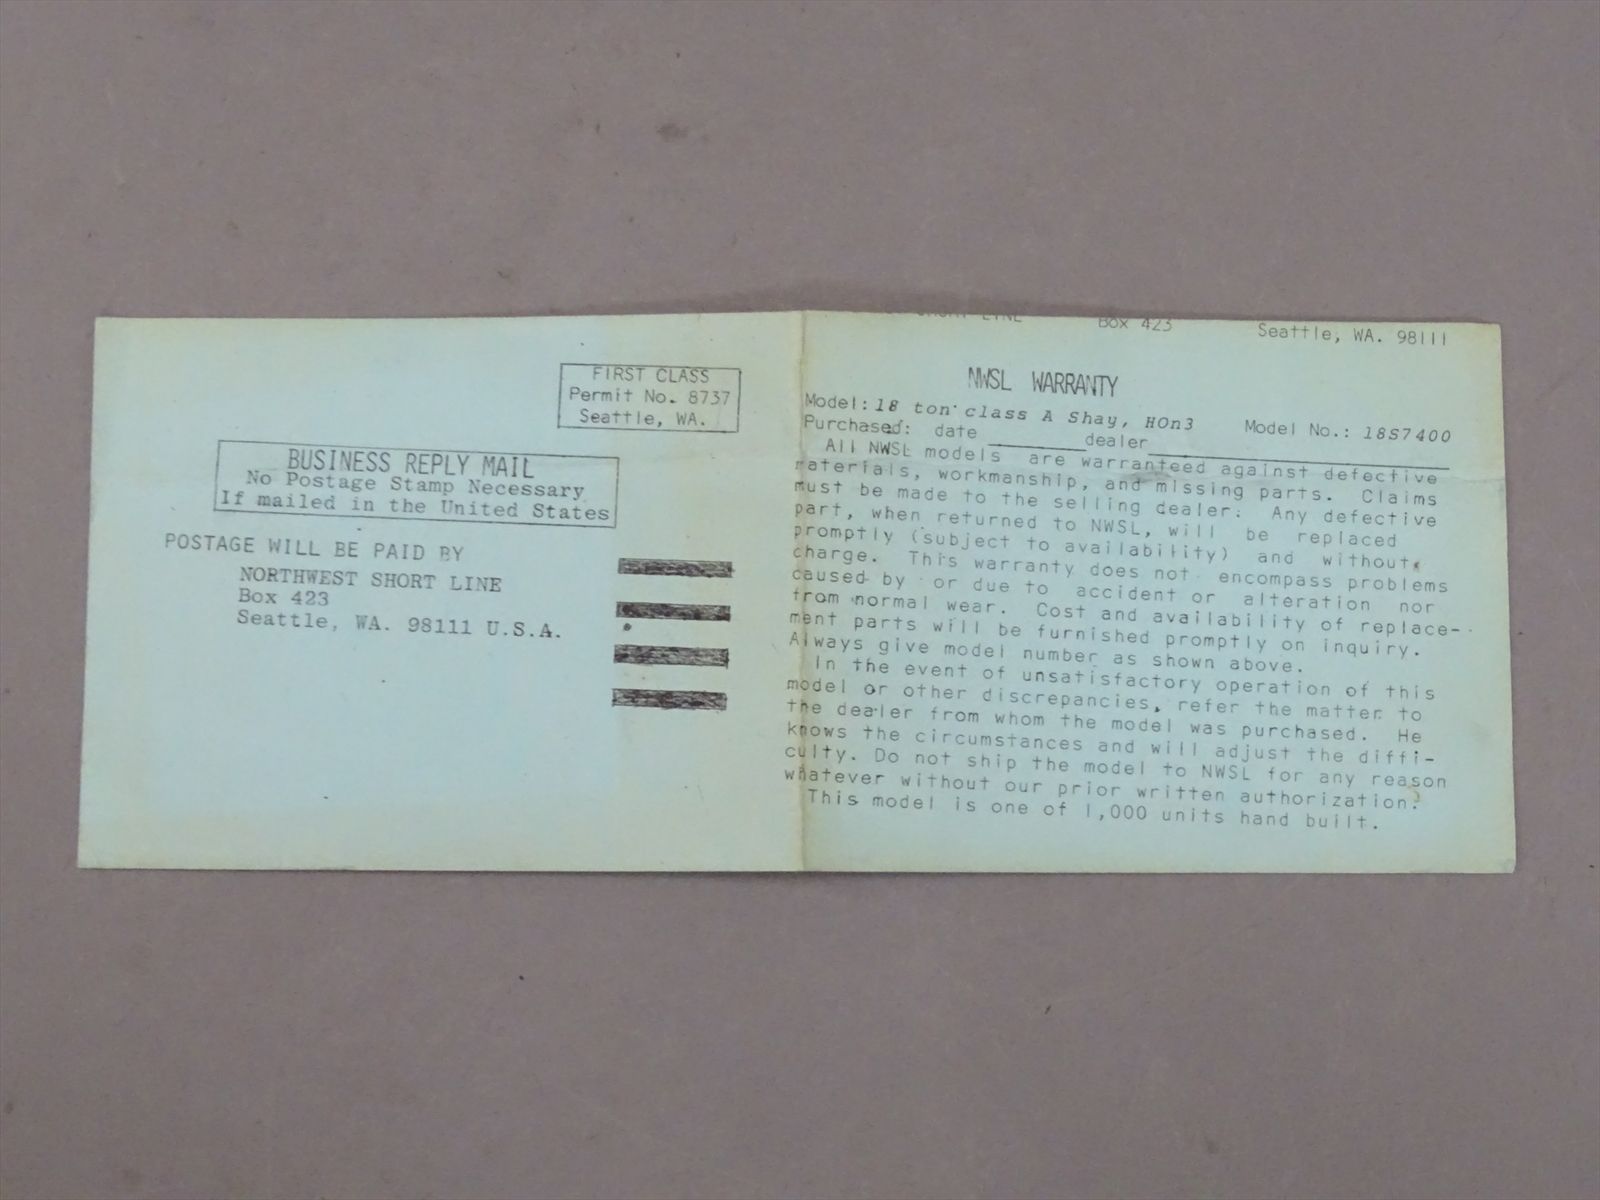 FIRST CLASS
Permit No. 8737
Seattle, WA.
BUSINESS REPLY MAIL
No Postage Stamp Necessary
If mailed in the United States
POSTAGE WILL BE PAID BY
NORTHWEST SHORT LINE
Box 423
Seattle, WA. 98111 U.S.A.
SHORT LINE Box 423 Seattle, WA. 98111
NWSL WARRANTY
Model: 18 ton class A Shay, HOn3 Model No.: 18S7400
Purchased: date ________ dealer ________
All NWSL models are warranteed against defective
materials, workmanship, and missing parts. Claims
must be made to the selling dealer. Any defective
part, when returned to NWSL, will be replaced
promptly (subject to availability) and without
charge. This warranty does not encompass problems
caused by or due to accident or alteration nor
from normal wear. Cost and availability of replace-
ment parts will be furnished promptly on inquiry.
Always give model number as shown above.
In the event of unsatisfactory operation of this
model or other discrepancies, refer the matter to
the dealer from whom the model was purchased. He
knows the circumstances and will adjust the diffi-
culty. Do not ship the model to NWSL for any reason
whatever without our prior written authorization.
This model is one of 1,000 units hand built.